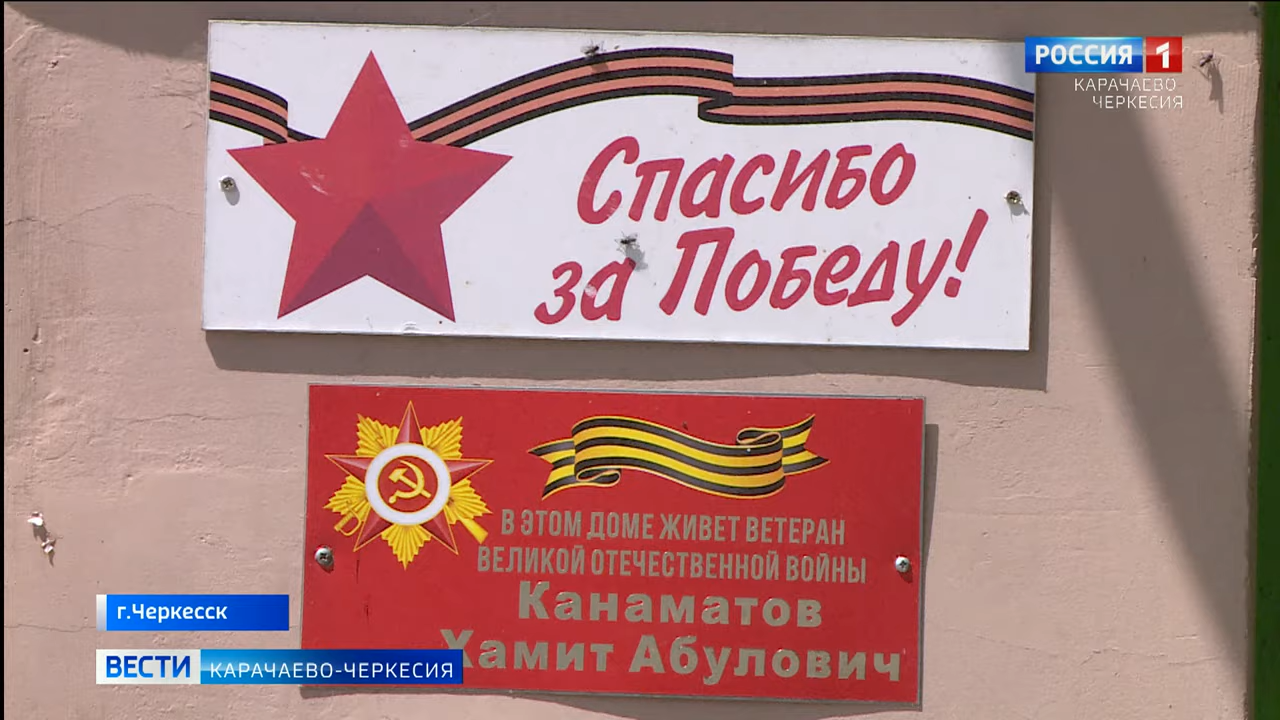 РОССИЯ 1
КАРАЧАЕВО-
ЧЕРКЕСИЯ
Спасибо
за Победу!
В ЭТОМ ДОМЕ ЖИВЕТ ВЕТЕРАН
ВЕЛИКОЙ ОТЕЧЕСТВЕННОЙ ВОЙНЫ
Канаматов
Хамит Абулович
г.Черкесск
ВЕСТИ КАРАЧАЕВО-ЧЕРКЕСИЯ